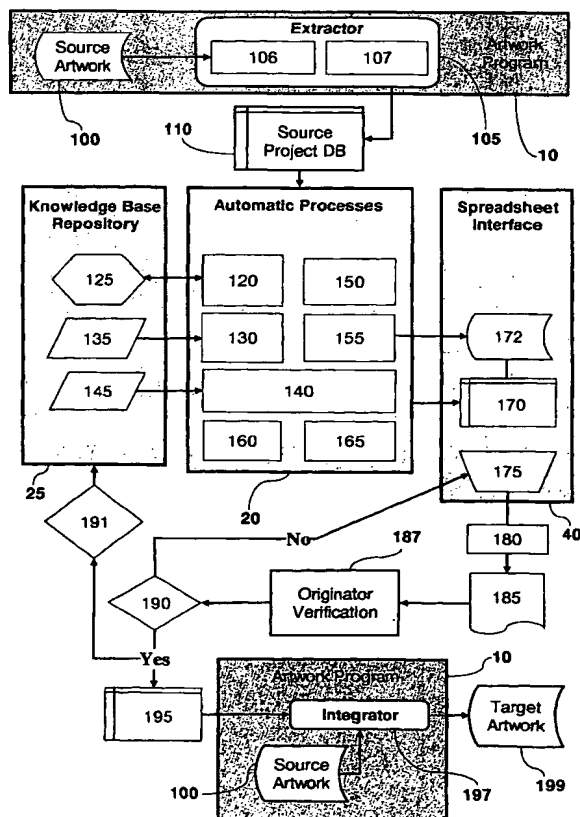 Extractor
Source
Artwork
106
107
Artwork
Program
100
105
10
110
Source
Project DB
Knowledge Base
Repository
Automatic Processes
Spreadsheet
Interface
125
120
150
135
130
155
172
145
140
170
160
165
175
25
20
40
191
No
187
180
190
Originator
Verification
185
Yes
10
Artwork Program
195
Integrator
Target
Artwork
Source
Artwork
100
197
199